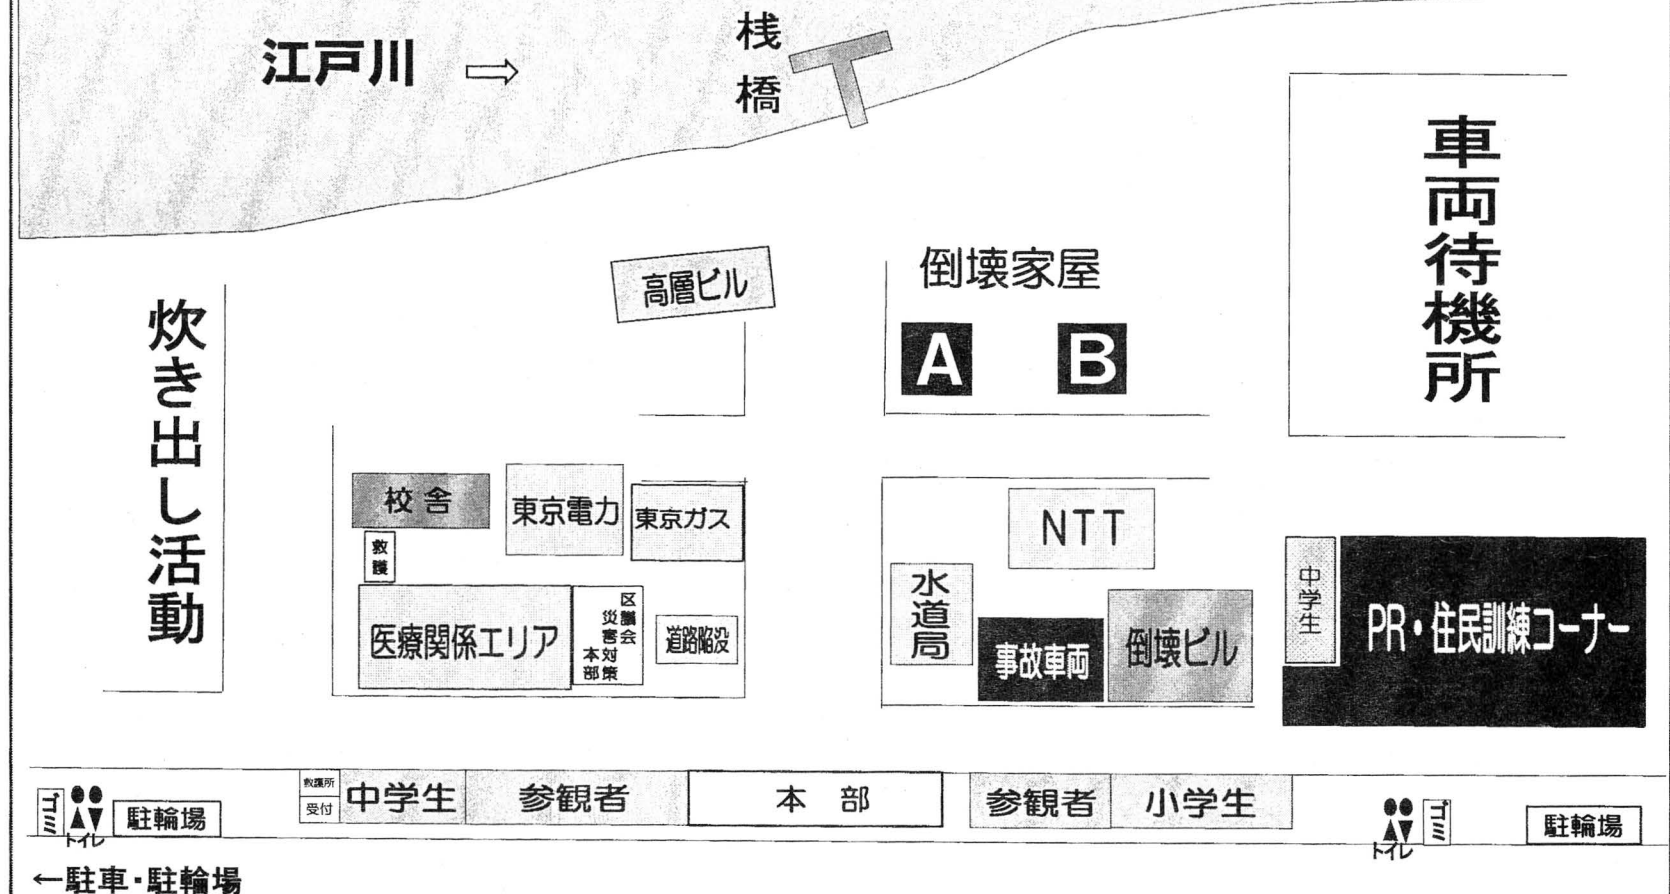 江戸川
⇨
桟橋
車両待機所
高層ビル
倒壊家屋
A
B
炊き出し活動
校舎
東京電力
東京ガス
救護
医療関係エリア
区議会
災害対策
本部
道路陥没
NTT
水道局
事故車両
倒壊ビル
中学生
PR・住民訓練コーナー
ゴミ
トイレ
駐輪場
救護所
受付
中学生
参観者
本部
参観者
小学生
トイレ
ゴミ
駐輪場
←駐車・駐輪場